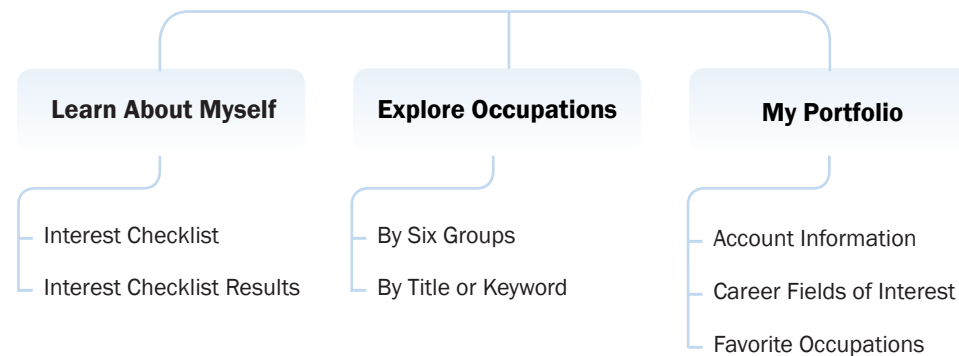 Learn About Myself
Interest Checklist
Interest Checklist Results
Explore Occupations
By Six Groups
By Title or Keyword
My Portfolio
Account Information
Career Fields of Interest
Favorite Occupations